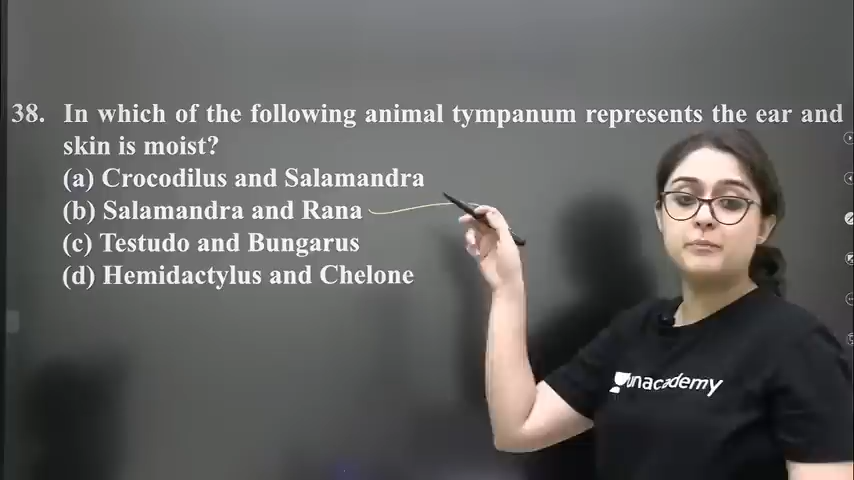 38. In which of the following animal tympanum represents the ear and
skin is moist?
(a) Crocodilus and Salamandra
(b) Salamandra and Rana
(c) Testudo and Bungarus
(d) Hemidactylus and Chelone
unacademy